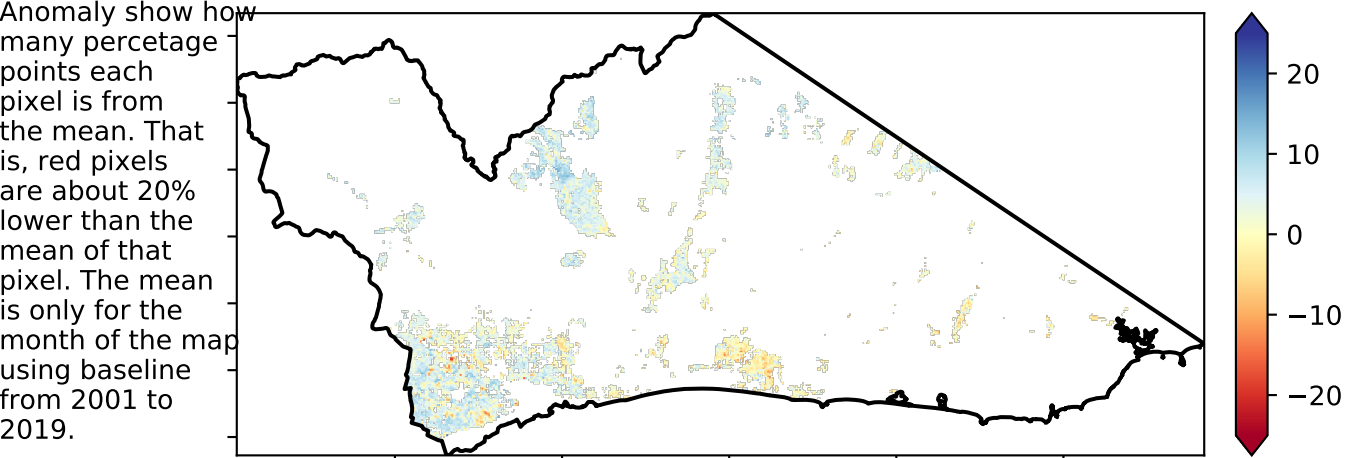 Anomaly show how
many percetage
points each
pixel is from
the mean. That
is, red pixels
are about 20%
lower than the
mean of that
pixel. The mean
is only for the
month of the map
using baseline
from 2001 to
2019.
20
10
0
−10
−20